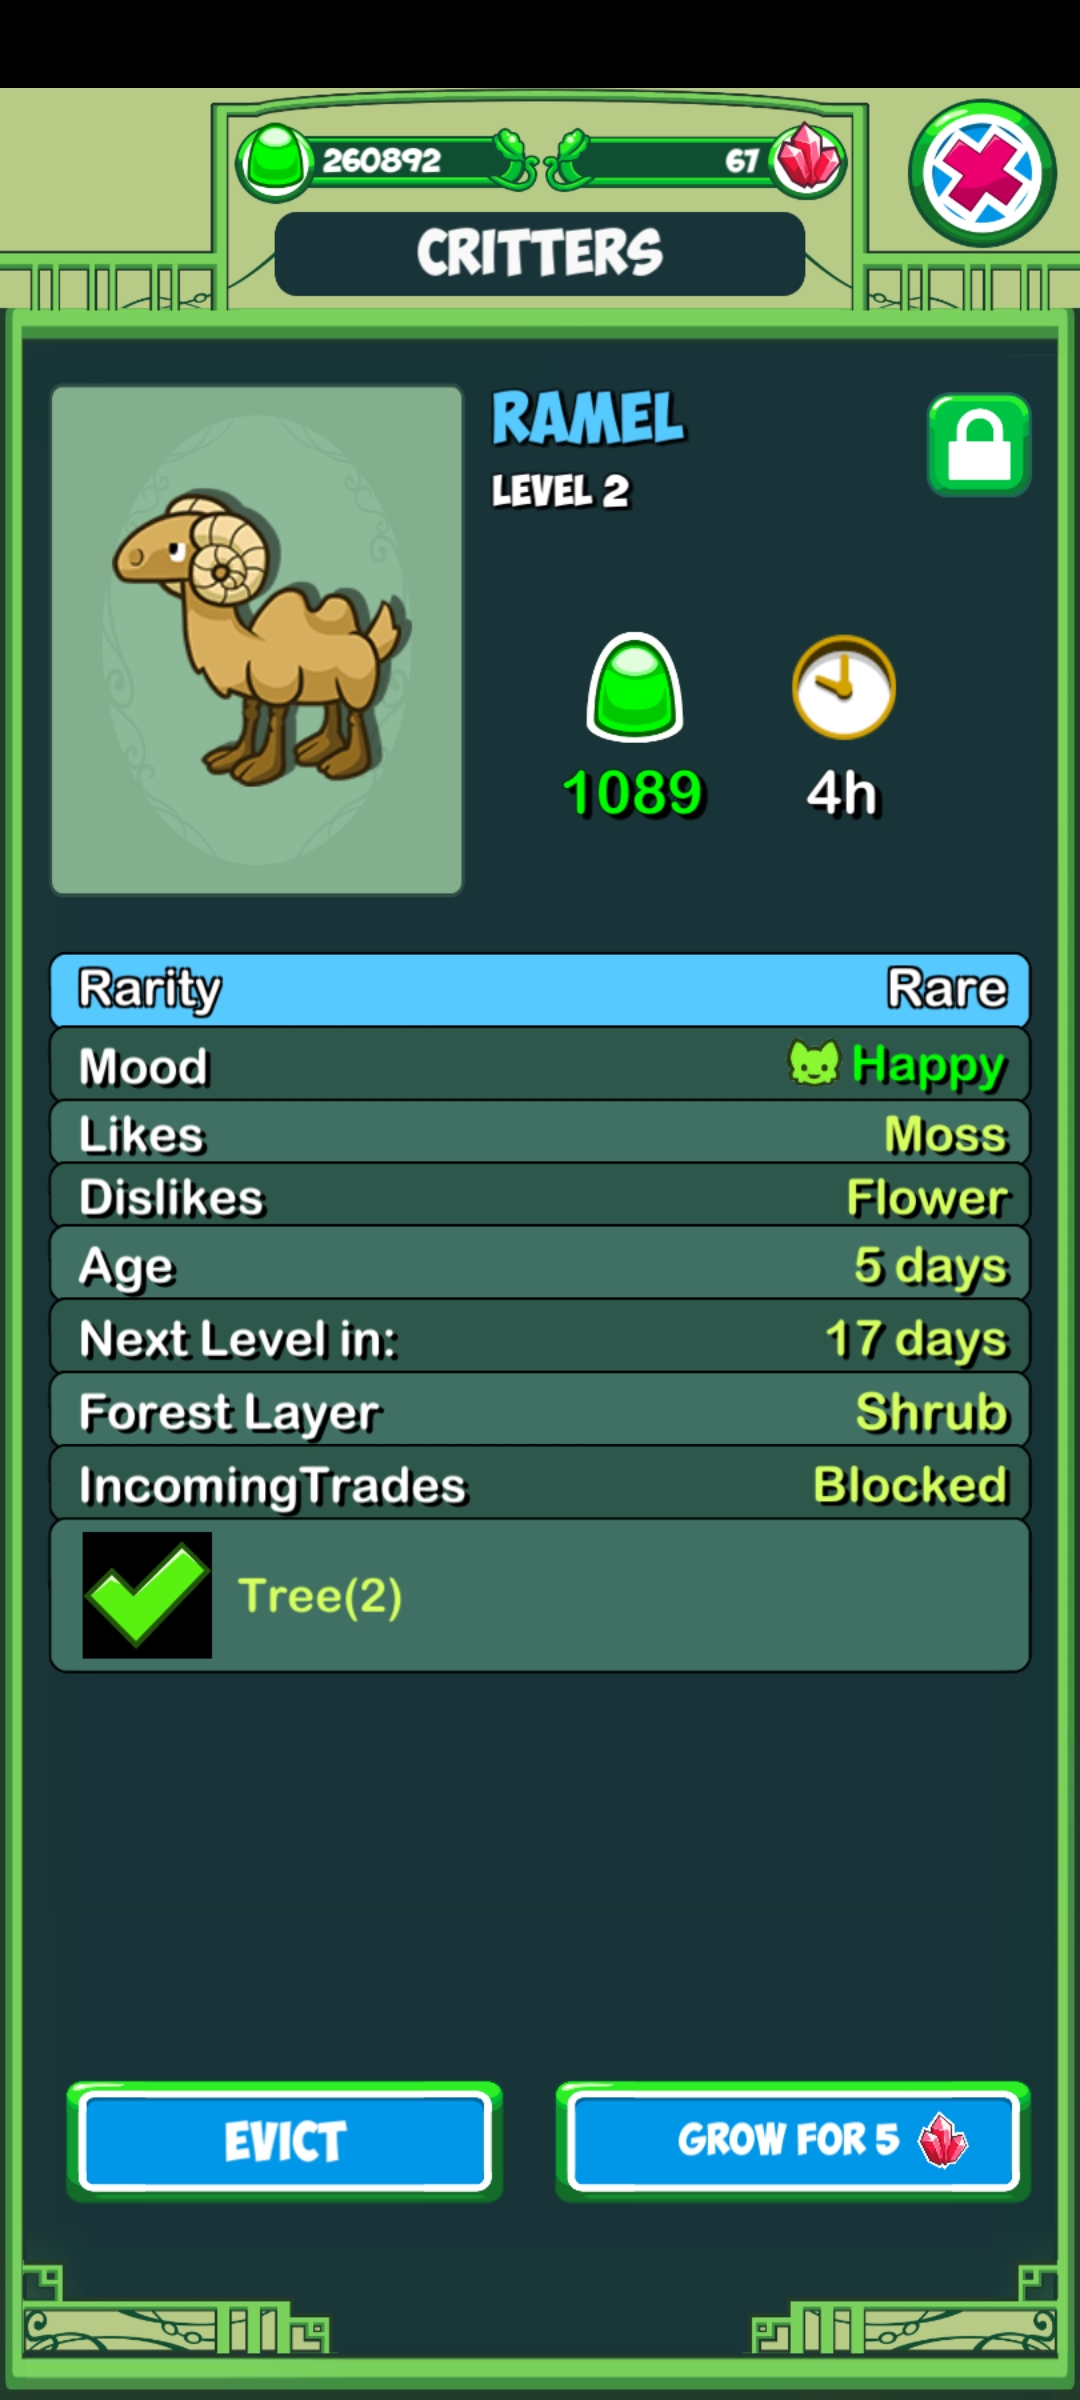 260892 67
CRITTERS
RAMEL
LEVEL 2
1089 4h
Rarity Rare
Mood Happy
Likes Moss
Dislikes Flower
Age 5 days
Next Level in: 17 days
Forest Layer Shrub
IncomingTrades Blocked
Tree(2)
EVICT GROW FOR 5